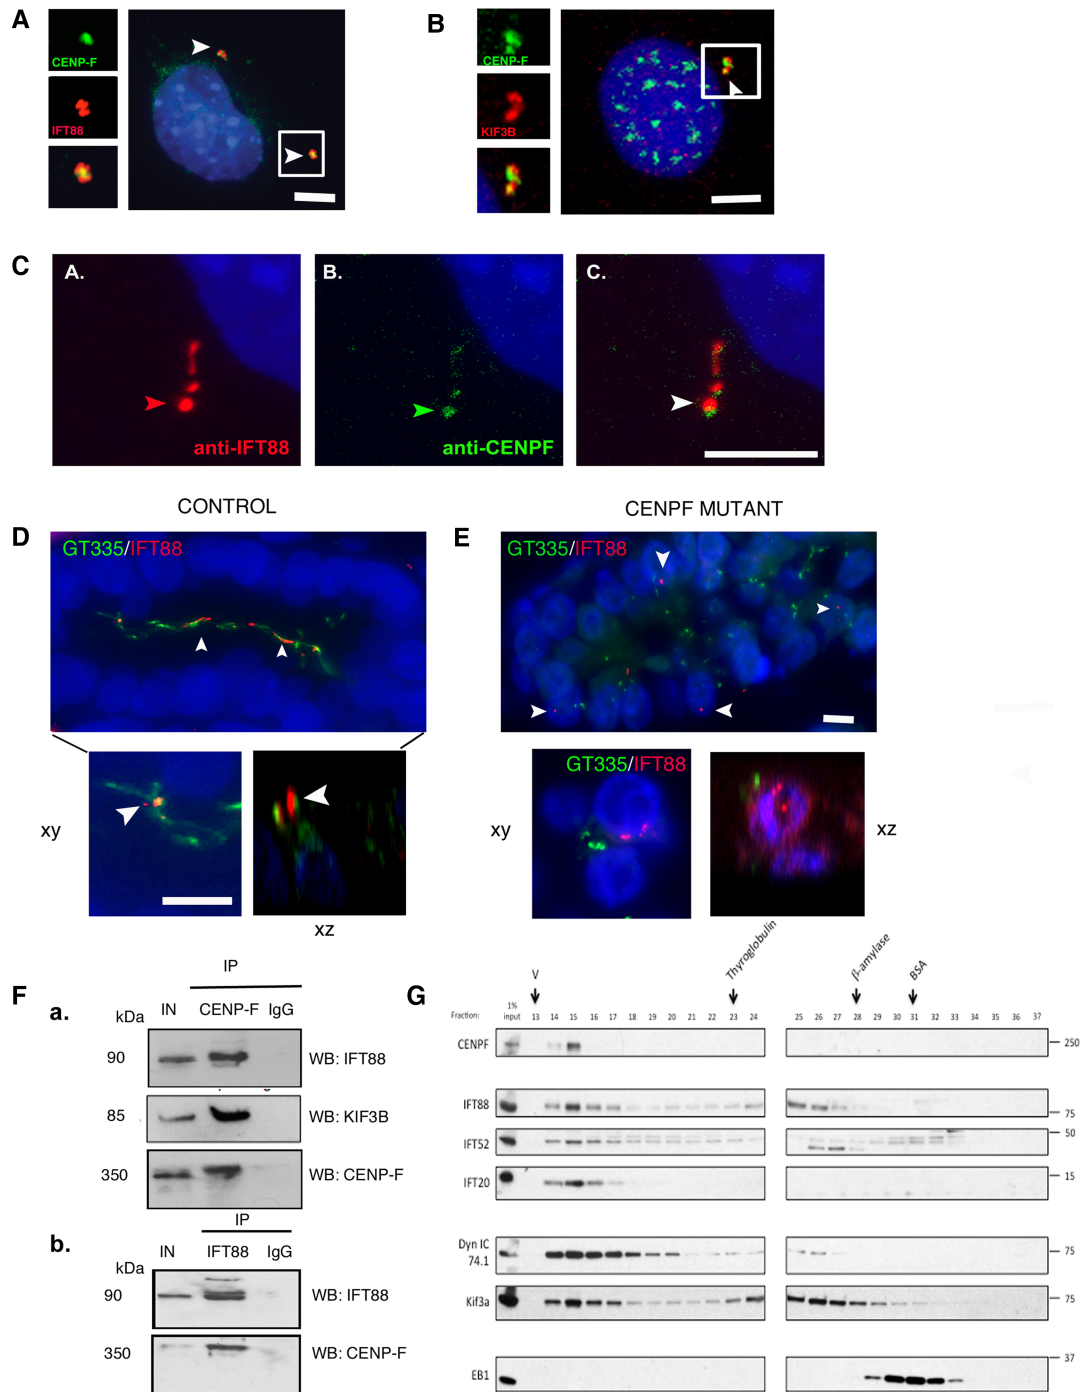 A
CENP-F
IFT88
B
CENP-F
KIF3B
C
A.
anti-IFT88
B.
anti-CENPF
C.
CONTROL
D
GT335/IFT88
xy
xz
CENPF MUTANT
E
GT335/IFT88
GT335/IFT88
xy
xz
F
a.
IP
IN CENP-F IgG
kDa
90 WB: IFT88
85 WB: KIF3B
350 WB: CENP-F
b.
IP
IN IFT88 IgG
kDa
90 WB: IFT88
350 WB: CENP-F
G
V Thyroglobulin β-amylase BSA
Fraction: 1% input 13 14 15 16 17 18 19 20 21 22 23 24 25 26 27 28 29 30 31 32 33 34 35 36 37
CENPF 250
IFT88 75
IFT52 50
IFT20 15
Dyn IC 74.1 75
Kif3a 75
EB1 37